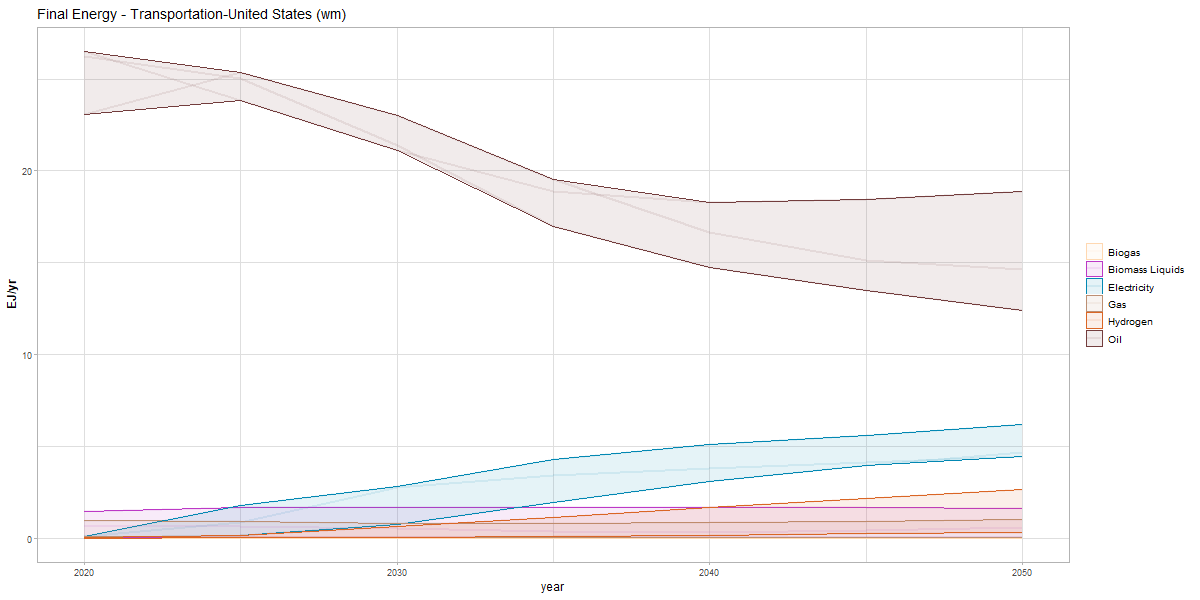 Final Energy - Transportation-United States (wm)
EJ/yr
20
10
0
2020
2030
2040
2050
year
Biogas
Biomass Liquids
Electricity
Gas
Hydrogen
Oil